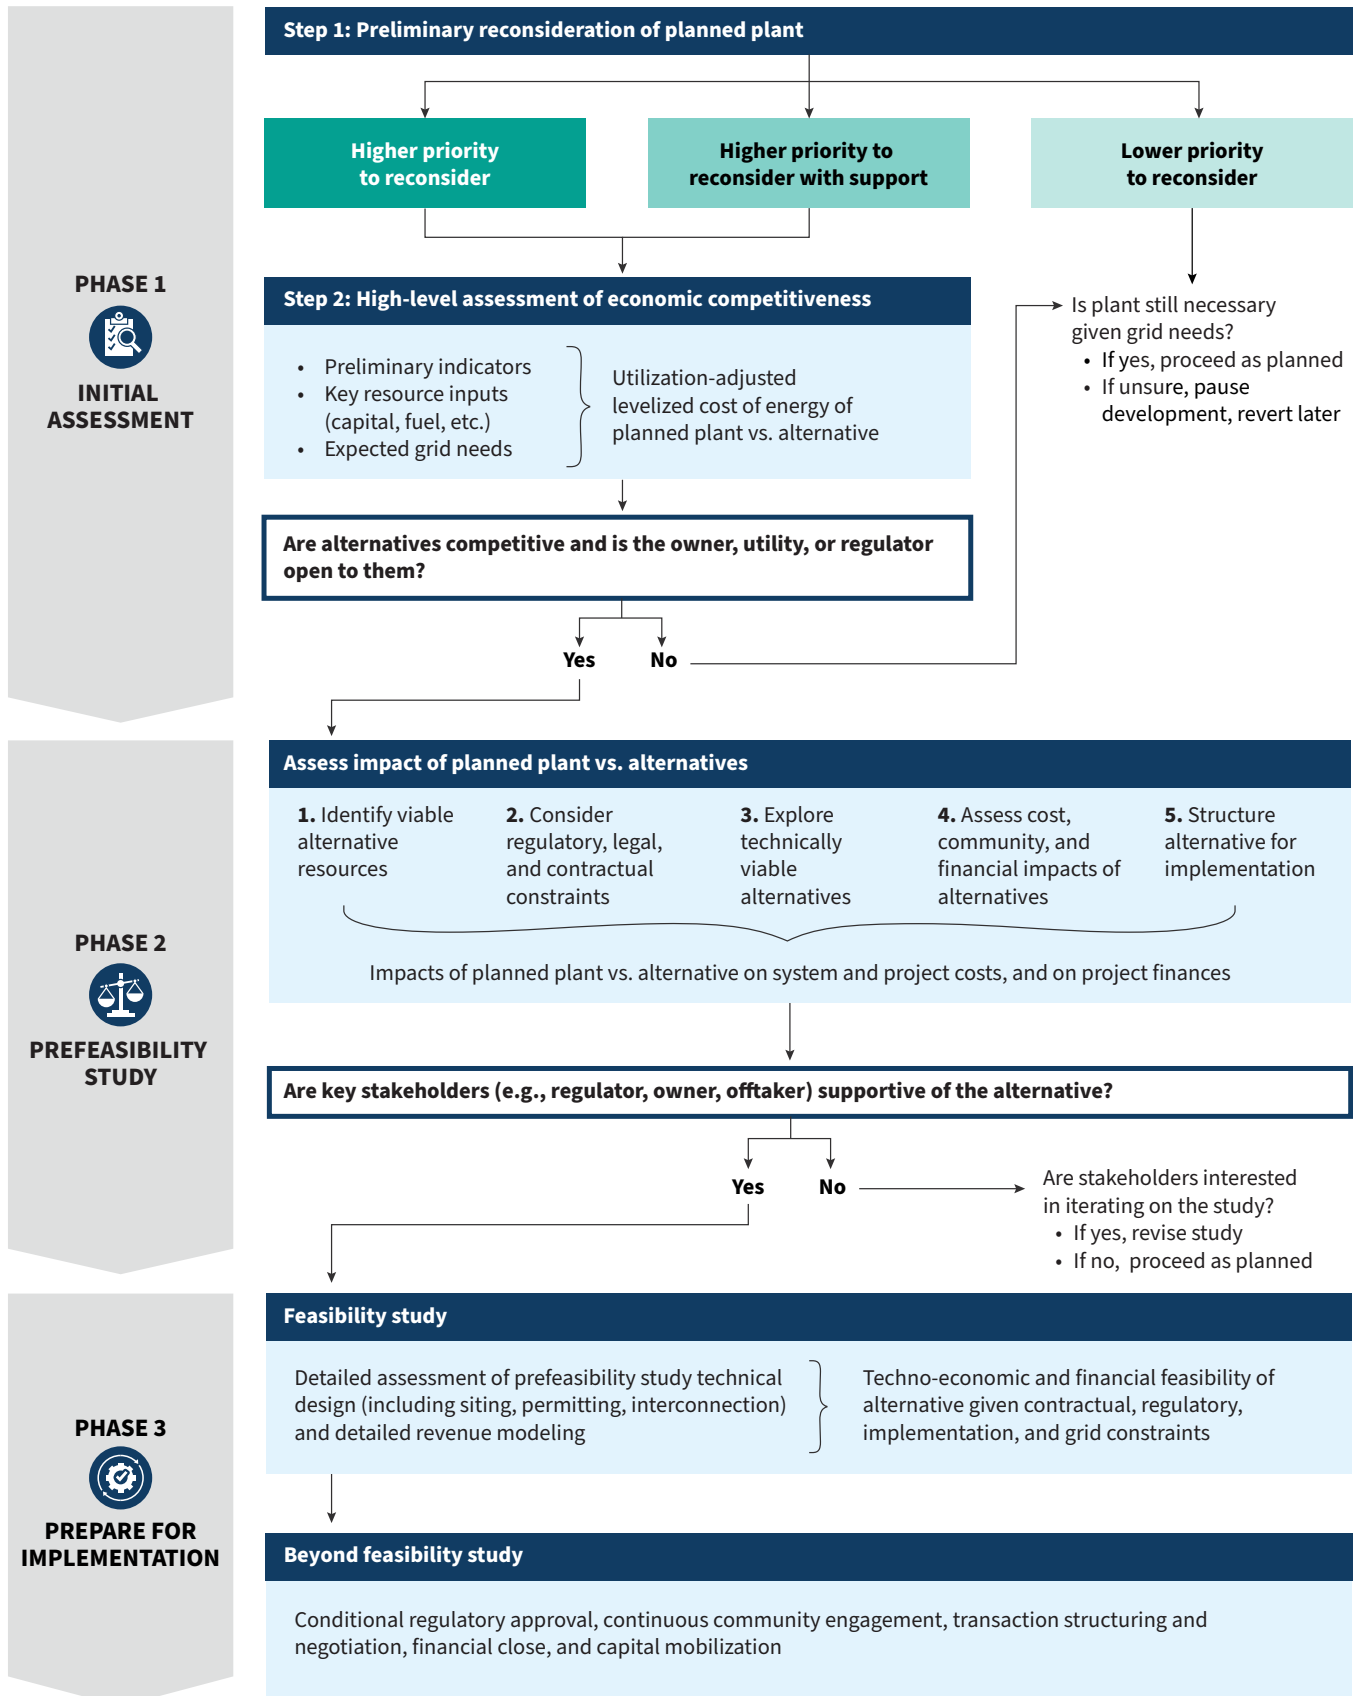 Step 1: Preliminary reconsideration of planned plant
Higher priority
to reconsider
Higher priority to
reconsider with support
Lower priority
to reconsider
PHASE 1
INITIAL
ASSESSMENT
Step 2: High-level assessment of economic competitiveness
• Preliminary indicators
• Key resource inputs
(capital, fuel, etc.)
• Expected grid needs
Utilization-adjusted
levelized cost of energy of
planned plant vs. alternative
Is plant still necessary
given grid needs?
• If yes, proceed as planned
• If unsure, pause
development, revert later
Are alternatives competitive and is the owner, utility, or regulator
open to them?
Yes
No
PHASE 2
PREFEASIBILITY
STUDY
Assess impact of planned plant vs. alternatives
1. Identify viable
alternative
resources
2. Consider
regulatory, legal,
and contractual
constraints
3. Explore
technically
viable
alternatives
4. Assess cost,
community, and
financial impacts of
alternatives
5. Structure
alternative for
implementation
Impacts of planned plant vs. alternative on system and project costs, and on project finances
Are key stakeholders (e.g., regulator, owner, offtaker) supportive of the alternative?
Yes
No
Are stakeholders interested
in iterating on the study?
• If yes, revise study
• If no, proceed as planned
PHASE 3
PREPARE FOR
IMPLEMENTATION
Feasibility study
Detailed assessment of prefeasibility study technical
design (including siting, permitting, interconnection)
and detailed revenue modeling
Techno-economic and financial feasibility of
alternative given contractual, regulatory,
implementation, and grid constraints
Beyond feasibility study
Conditional regulatory approval, continuous community engagement, transaction structuring and
negotiation, financial close, and capital mobilization